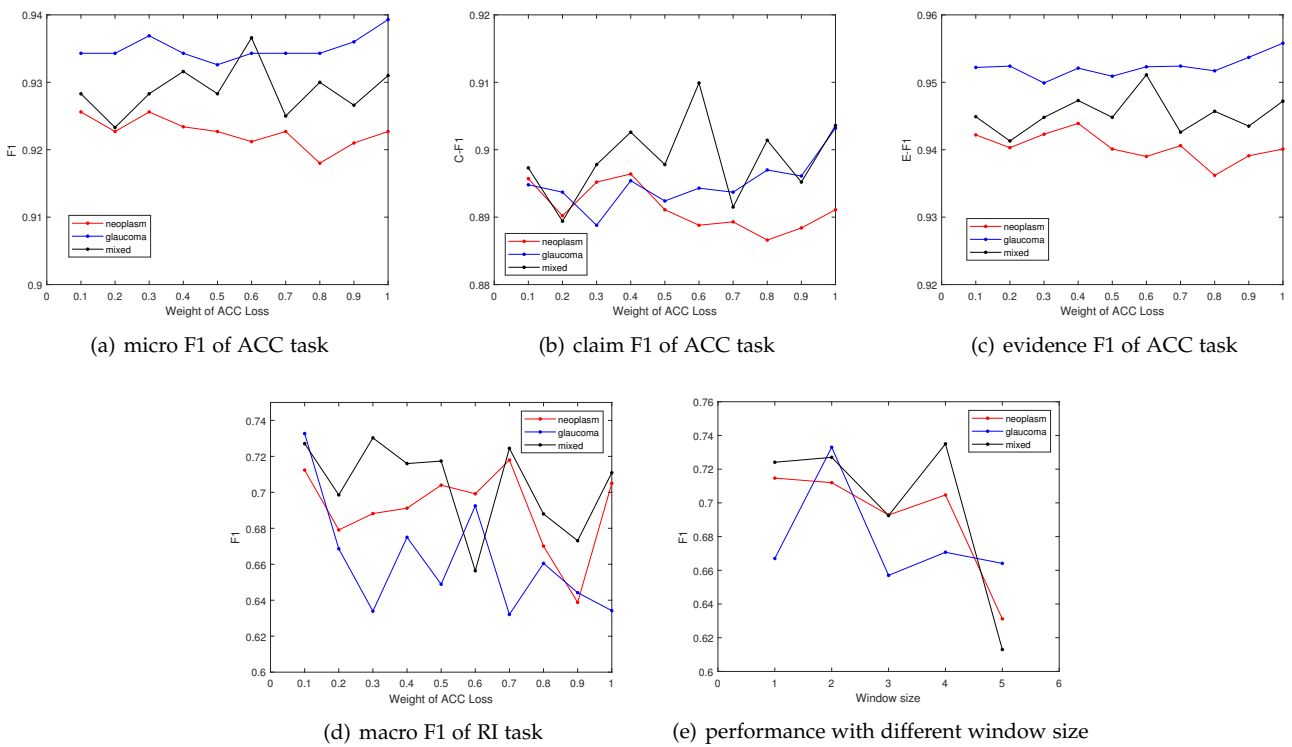 0.94
0.93
0.92
0.91
0.9
F1
0 0.1 0.2 0.3 0.4 0.5 0.6 0.7 0.8 0.9 1
Weight of ACC Loss
neoplasm
glaucoma
mixed
(a) micro F1 of ACC task
0.92
0.91
0.9
0.89
0.88
C-F1
0 0.1 0.2 0.3 0.4 0.5 0.6 0.7 0.8 0.9 1
Weight of ACC Loss
neoplasm
glaucoma
mixed
(b) claim F1 of ACC task
0.96
0.95
0.94
0.93
0.92
E-F1
0 0.1 0.2 0.3 0.4 0.5 0.6 0.7 0.8 0.9 1
Weight of ACC Loss
neoplasm
glaucoma
mixed
(c) evidence F1 of ACC task
0.74
0.72
0.7
0.68
0.66
0.64
0.62
0.6
F1
0 0.1 0.2 0.3 0.4 0.5 0.6 0.7 0.8 0.9 1
Weight of ACC Loss
neoplasm
glaucoma
mixed
(d) macro F1 of RI task
0.76
0.74
0.72
0.7
0.68
0.66
0.64
0.62
0.6
F1
0 1 2 3 4 5 6
Window size
neoplasm
glaucoma
mixed
(e) performance with different window size